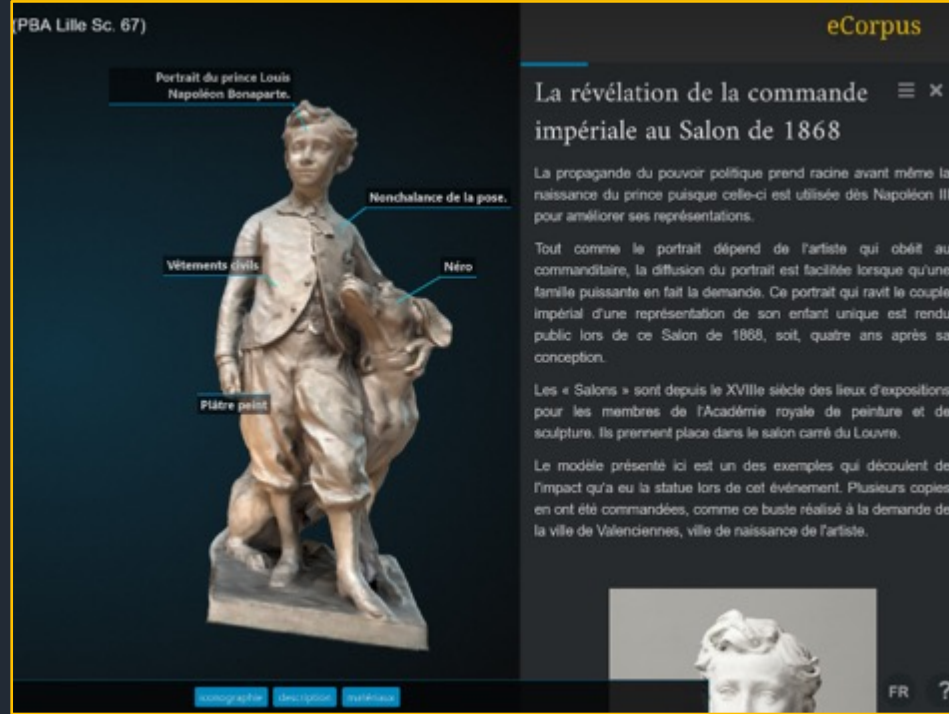 (PBA Lille Sc. 67)
eCorpus
Portrait du prince Louis
Napoléon Bonaparte.
Nonchalance de la pose.
Vêtements civils
Néro
Plâtre peint
La révélation de la commande
impériale au Salon de 1868
La propagande du pouvoir politique prend racine avant même la
naissance du prince puisque celle-ci est utilisée dès Napoléon III
pour améliorer ses représentations.
Tout comme le portrait dépend de l'artiste qui obéit au
commanditaire, la diffusion du portrait est facilitée lorsque qu'une
famille puissante en fait la demande. Ce portrait qui ravit le couple
impérial d'une représentation de son enfant unique est rendu
public lors de ce Salon de 1868, soit, quatre ans après sa
conception.
Les « Salons » sont depuis le XVIIIe siècle des lieux d'expositions
pour les membres de l'Académie royale de peinture et de
sculpture. Ils prennent place dans le salon carré du Louvre.
Le modèle présenté ici est un des exemples qui découlent de
l'impact qu'a eu la statue lors de cet événement. Plusieurs copies
en ont été commandées, comme ce buste réalisé à la demande de
la ville de Valenciennes, ville de naissance de l'artiste.
iconographie description matériaux
FR ?